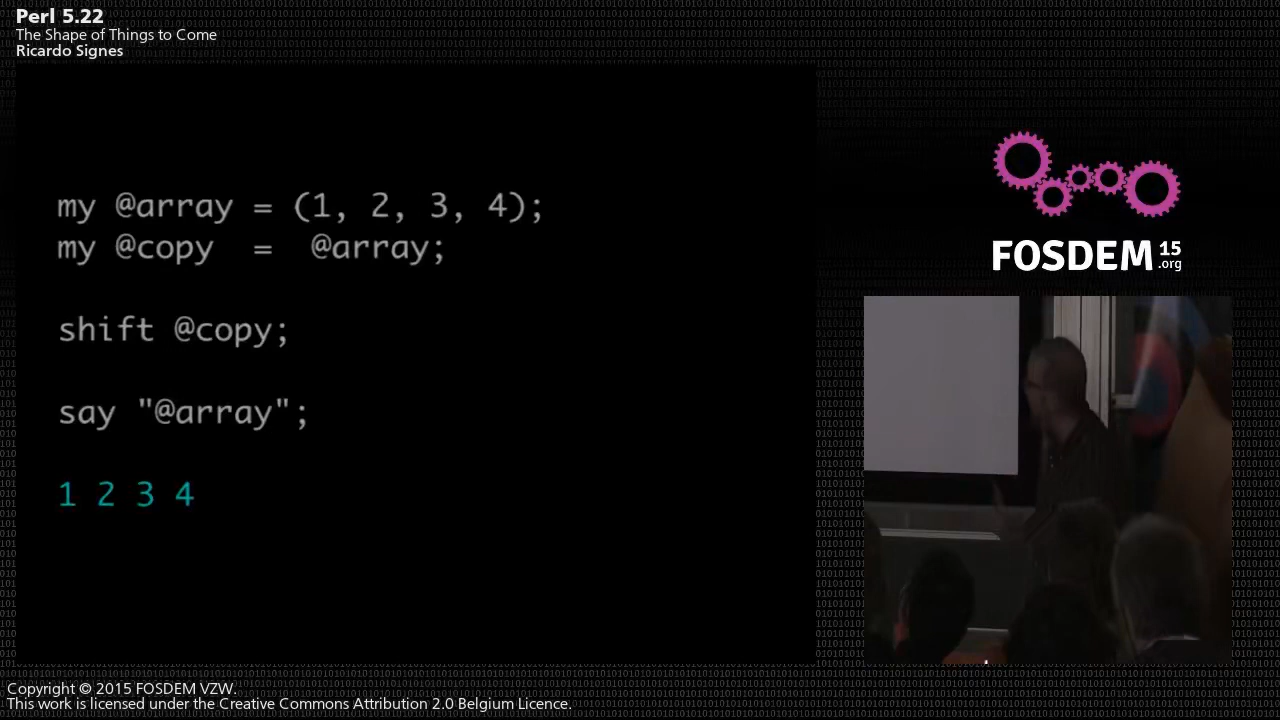 Perl 5.22
The Shape of Things to Come
Ricardo Signes
my @array = (1, 2, 3, 4);
my @copy  =  @array;
shift @copy;
say "@array";
1 2 3 4
FOSDEM 15
.org
Copyright © 2015 FOSDEM VZW.
This work is licensed under the Creative Commons Attribution 2.0 Belgium Licence.